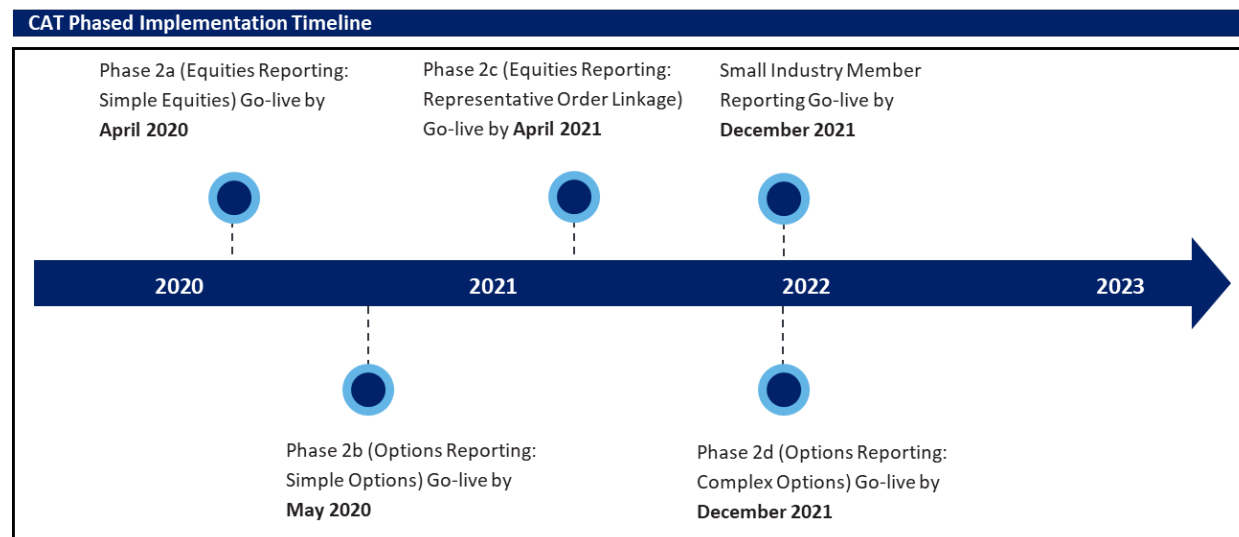 CAT Phased Implementation Timeline
Phase 2a (Equities Reporting:
Simple Equities) Go-live by
April 2020
Phase 2c (Equities Reporting:
Representative Order Linkage)
Go-live by April 2021
Small Industry Member
Reporting Go-live by
December 2021
2020
2021
2022
2023
Phase 2b (Options Reporting:
Simple Options) Go-live by
May 2020
Phase 2d (Options Reporting:
Complex Options) Go-live by
December 2021